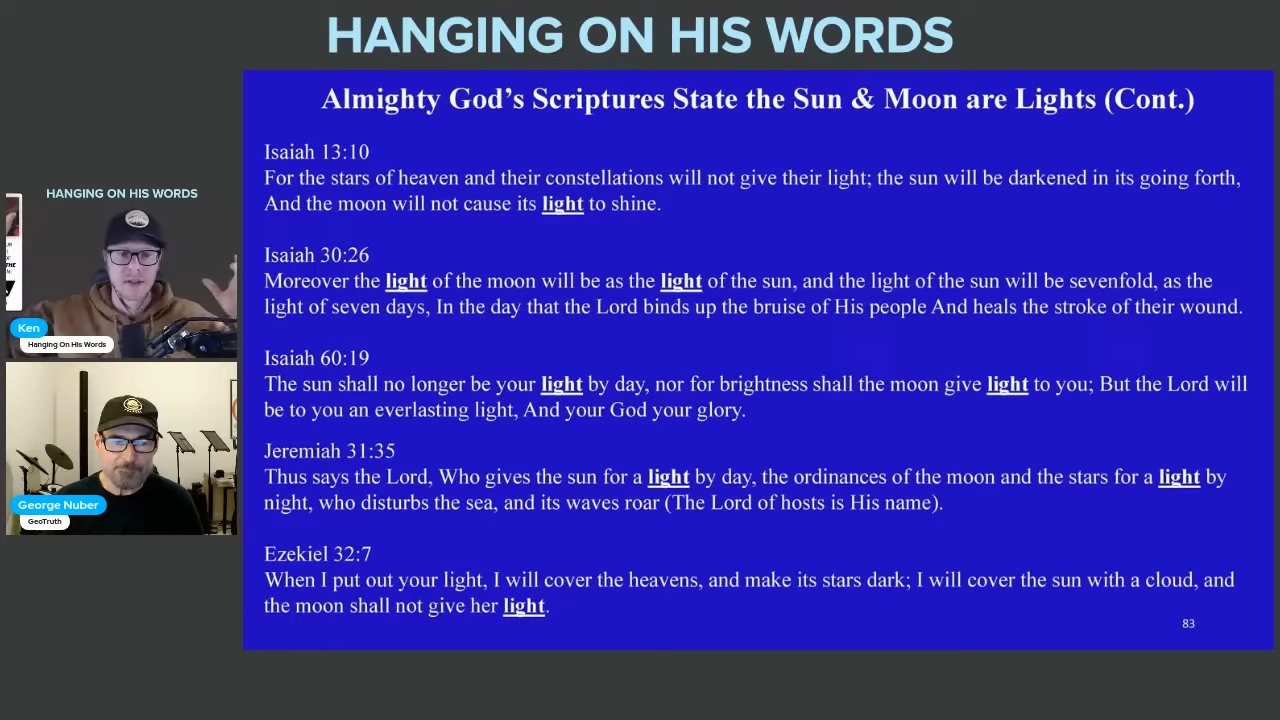 HANGING ON HIS WORDS
Almighty God's Scriptures State the Sun & Moon are Lights (Cont.)
Isaiah 13:10
For the stars of heaven and their constellations will not give their light; the sun will be darkened in its going forth,
And the moon will not cause its light to shine.
Isaiah 30:26
Moreover the light of the moon will be as the light of the sun, and the light of the sun will be sevenfold, as the
light of seven days, In the day that the Lord binds up the bruise of His people And heals the stroke of their wound.
Isaiah 60:19
The sun shall no longer be your light by day, nor for brightness shall the moon give light to you; But the Lord will
be to you an everlasting light, And your God your glory.
Jeremiah 31:35
Thus says the Lord, Who gives the sun for a light by day, the ordinances of the moon and the stars for a light by
night, who disturbs the sea, and its waves roar (The Lord of hosts is His name).
Ezekiel 32:7
When I put out your light, I will cover the heavens, and make its stars dark; I will cover the sun with a cloud, and
the moon shall not give her light.
83
HANGING ON HIS WORDS
Ken
Hanging On His Words
George Nuber
GeoTruth